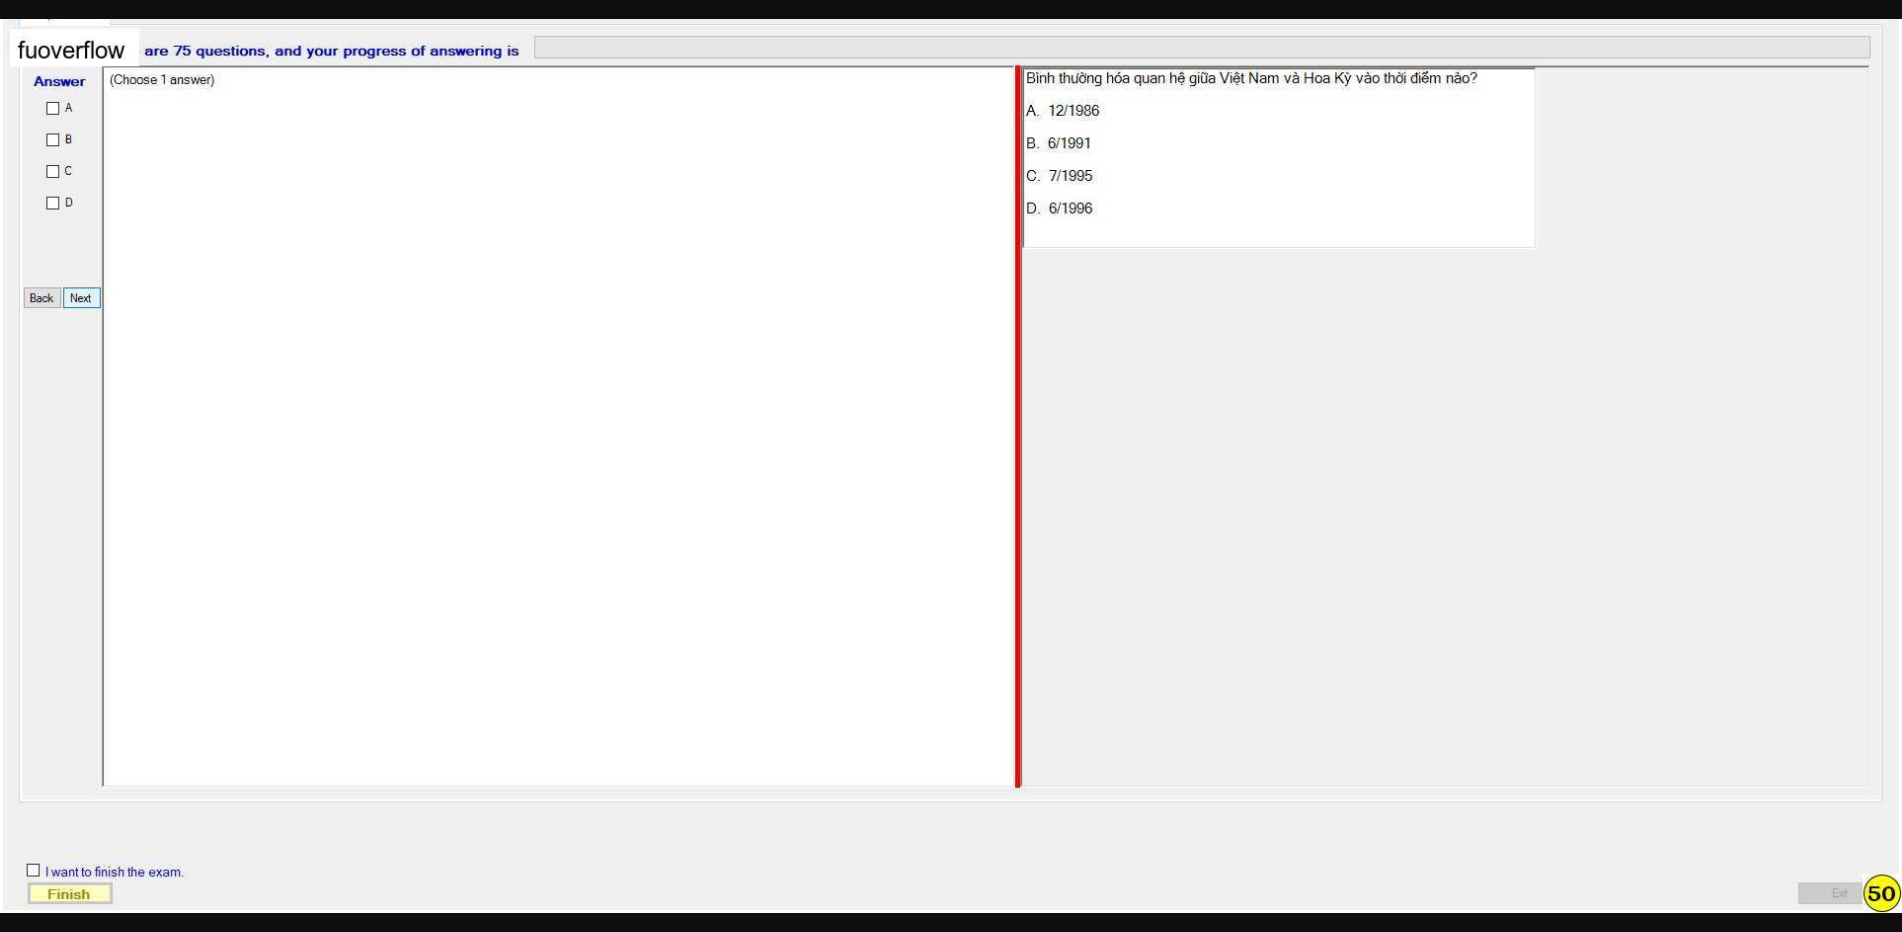 fuoverflow are 75 questions, and your progress of answering is
Answer
(Choose 1 answer)
A
B
C
D
Back Next
Bình thường hóa quan hệ giữa Việt Nam và Hoa Kỳ vào thời điểm nào?
A. 12/1986
B. 6/1991
C. 7/1995
D. 6/1996
I want to finish the exam.
Finish
Exit
50